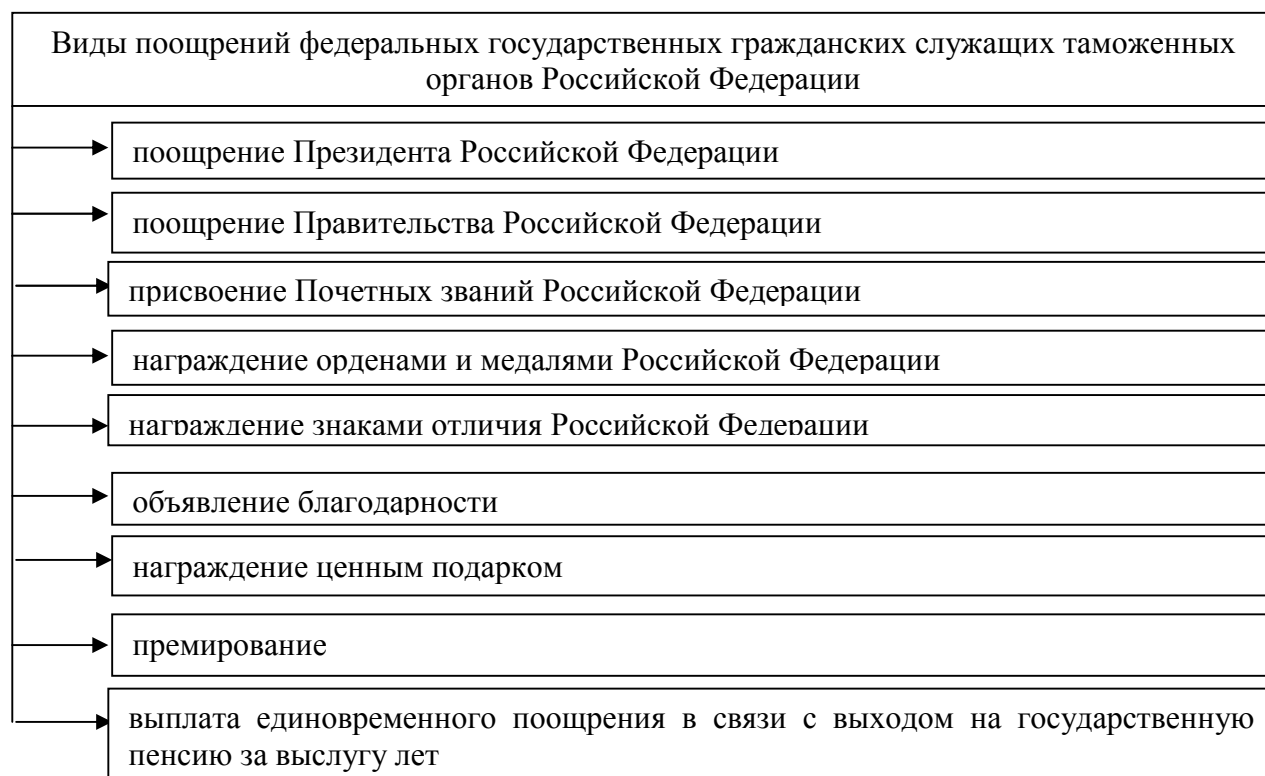 Виды поощрений федеральных государственных гражданских служащих таможенных
органов Российской Федерации
поощрение Президента Российской Федерации
поощрение Правительства Российской Федерации
присвоение Почетных званий Российской Федерации
награждение орденами и медалями Российской Федерации
награждение знаками отличия Российской Федерации
объявление благодарности
награждение ценным подарком
премирование
выплата единовременного поощрения в связи с выходом на государственную
пенсию за выслугу лет